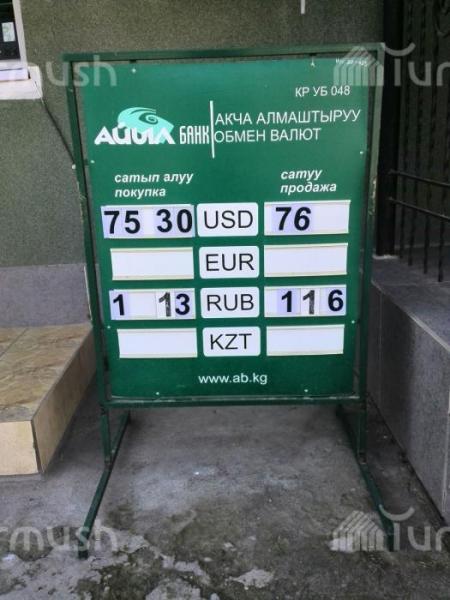 КР УБ 048
АЙЫЛ БАНК
АКЧА АЛМАШТЫРУУ
ОБМЕН ВАЛЮТ
сатып алуу сатуу
покупка продажа
75 30 USD 76
EUR
1 13 RUB 1 16
KZT
www.ab.kg
Turmush